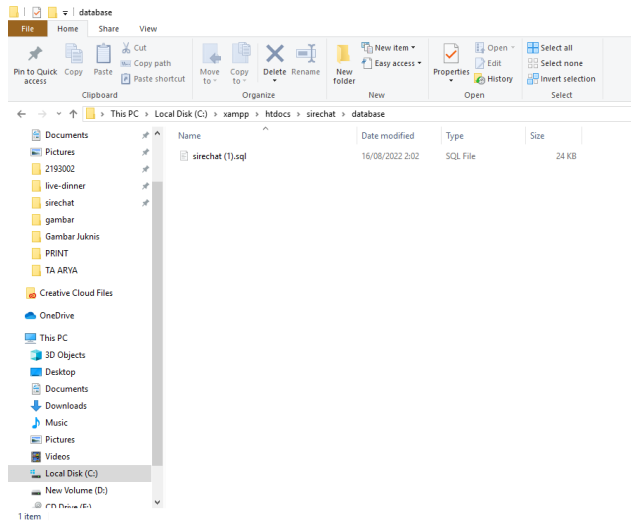 database
File Home Share View
Pin to Quick access
Copy
Paste
Cut
Copy path
Paste shortcut
Clipboard
Move to
Copy to
Delete
Rename
Organize
New folder
New item
Easy access
New
Properties
Open
Edit
History
Open
Select all
Select none
Invert selection
Select
This PC > Local Disk (C:) > xampp > htdocs > sirechat > database
Name Date modified Type Size
sirechat (1).sql 16/08/2022 2:02 SQL File 24 KB
Documents
Pictures
2193002
live-dinner
sirechat
gambar
Gambar Juknis
PRINT
TA ARYA
Creative Cloud Files
OneDrive
This PC
3D Objects
Desktop
Documents
Downloads
Music
Pictures
Videos
Local Disk (C:)
New Volume (D:)
CD Drive (F:)
1 item